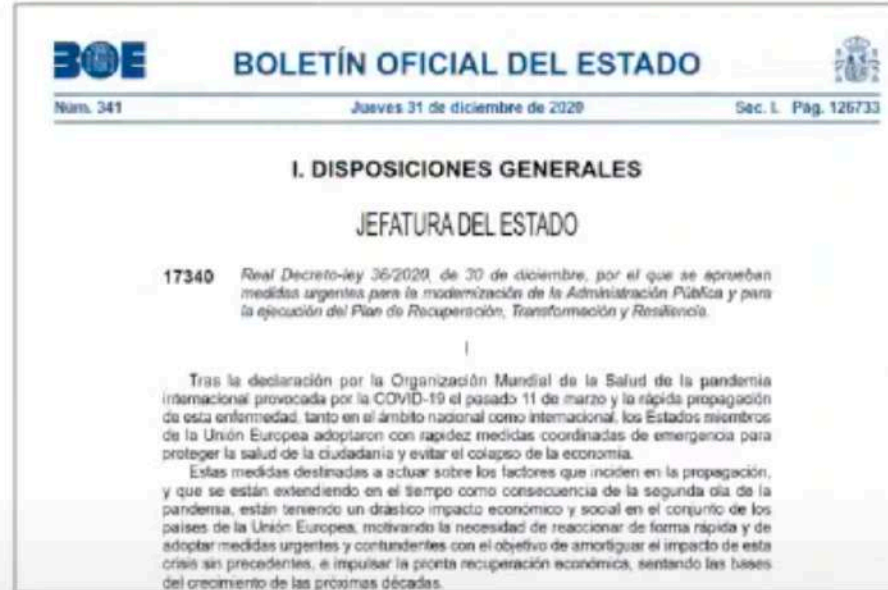 BOE
BOLETÍN OFICIAL DEL ESTADO
Núm. 341
Jueves 31 de diciembre de 2020
Sec. I. Pág. 126733
I. DISPOSICIONES GENERALES
JEFATURA DEL ESTADO
17340 Real Decreto-ley 36/2020, de 30 de diciembre, por el que se aprueban
medidas urgentes para la modernización de la Administración Pública y para
la ejecución del Plan de Recuperación, Transformación y Resiliencia.
I
Tras la declaración por la Organización Mundial de la Salud de la pandemia
internacional provocada por la COVID-19 el pasado 11 de marzo y la rápida propagación
de esta enfermedad, tanto en el ámbito nacional como internacional, los Estados miembros
de la Unión Europea adoptaron con rapidez medidas coordinadas de emergencia para
proteger la salud de la ciudadanía y evitar el colapso de la economía.
Estas medidas destinadas a actuar sobre los factores que inciden en la propagación,
y que se están extendiendo en el tiempo como consecuencia de la segunda ola de la
pandemia, están teniendo un drástico impacto económico y social en el conjunto de los
países de la Unión Europea, motivando la necesidad de reaccionar de forma rápida y de
adoptar medidas urgentes y contundentes con el objetivo de amortiguar el impacto de esta
crisis sin precedentes, e impulsar la pronta recuperación económica, sentando las bases
del crecimiento de las próximas décadas.